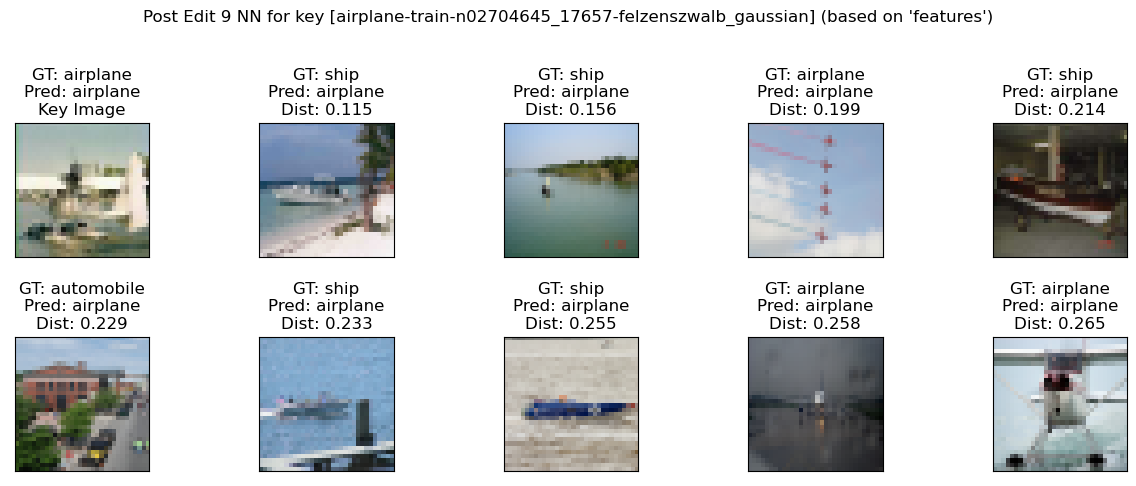 Post Edit 9 NN for key [airplane-train-n02704645_17657-felzenszwalb_gaussian] (based on 'features')
GT: airplane
Pred: airplane
Key Image
GT: ship
Pred: airplane
Dist: 0.115
GT: ship
Pred: airplane
Dist: 0.156
GT: airplane
Pred: airplane
Dist: 0.199
GT: ship
Pred: airplane
Dist: 0.214
GT: automobile
Pred: airplane
Dist: 0.229
GT: ship
Pred: airplane
Dist: 0.233
GT: ship
Pred: airplane
Dist: 0.255
GT: airplane
Pred: airplane
Dist: 0.258
GT: airplane
Pred: airplane
Dist: 0.265